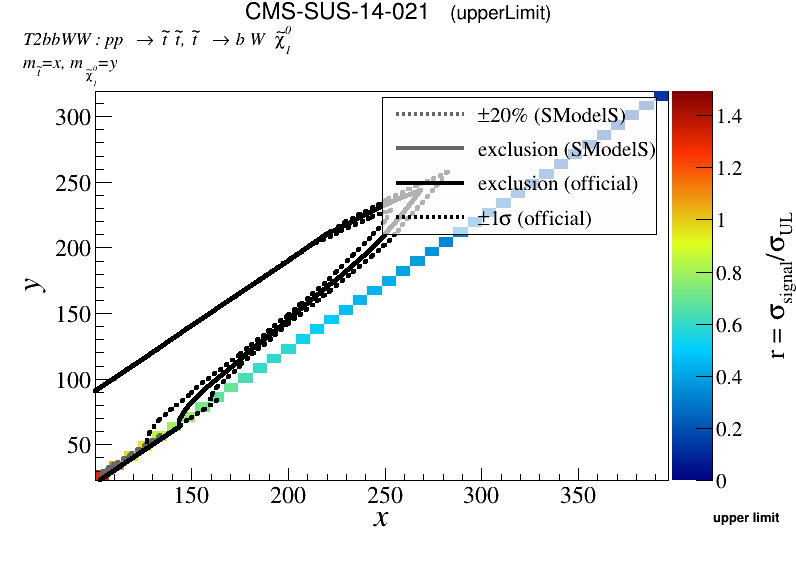 CMS-SUS-14-021 (upperLimit)
T2bbWW : pp → t̃ t̃, t̃ → b W χ̃₁⁰
m_t̃=x, m_χ̃₁⁰=y
±20% (SModelS)
exclusion (SModelS)
exclusion (official)
±1σ (official)
300
250
200
150
100
50
y
150 200 250 300 350
x
1.4
1.2
1
0.8
0.6
0.4
0.2
0
r = σ_signal/σ_UL
upper limit